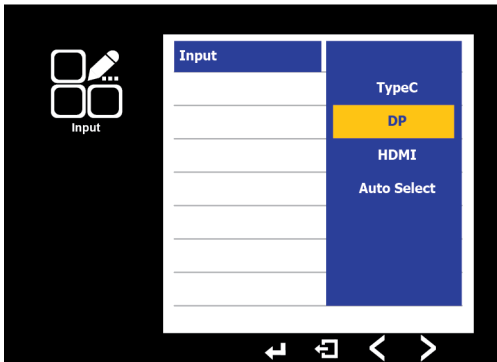 Input
Input
TypeC
DP
HDMI
Auto Select